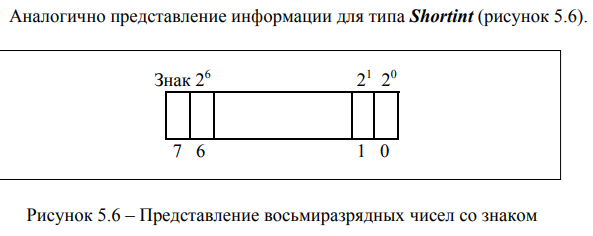 Аналогично представление информации для типа Shortint (рисунок 5.6).
Знак 2⁶ 2¹ 2⁰
7 6 1 0
Рисунок 5.6 – Представление восьмиразрядных чисел со знаком